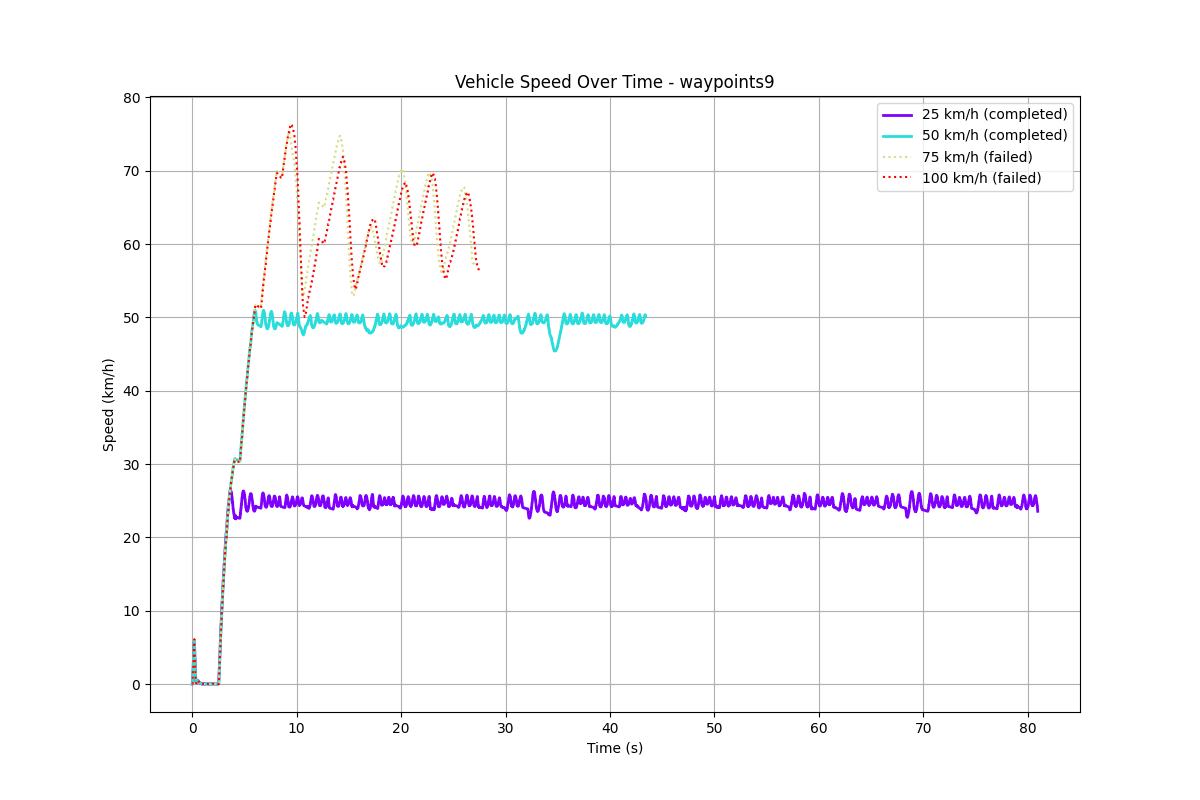 Vehicle Speed Over Time - waypoints9
80
70
60
50
40
30
20
10
0
Speed (km/h)
25 km/h (completed)
50 km/h (completed)
75 km/h (failed)
100 km/h (failed)
0 10 20 30 40 50 60 70 80
Time (s)